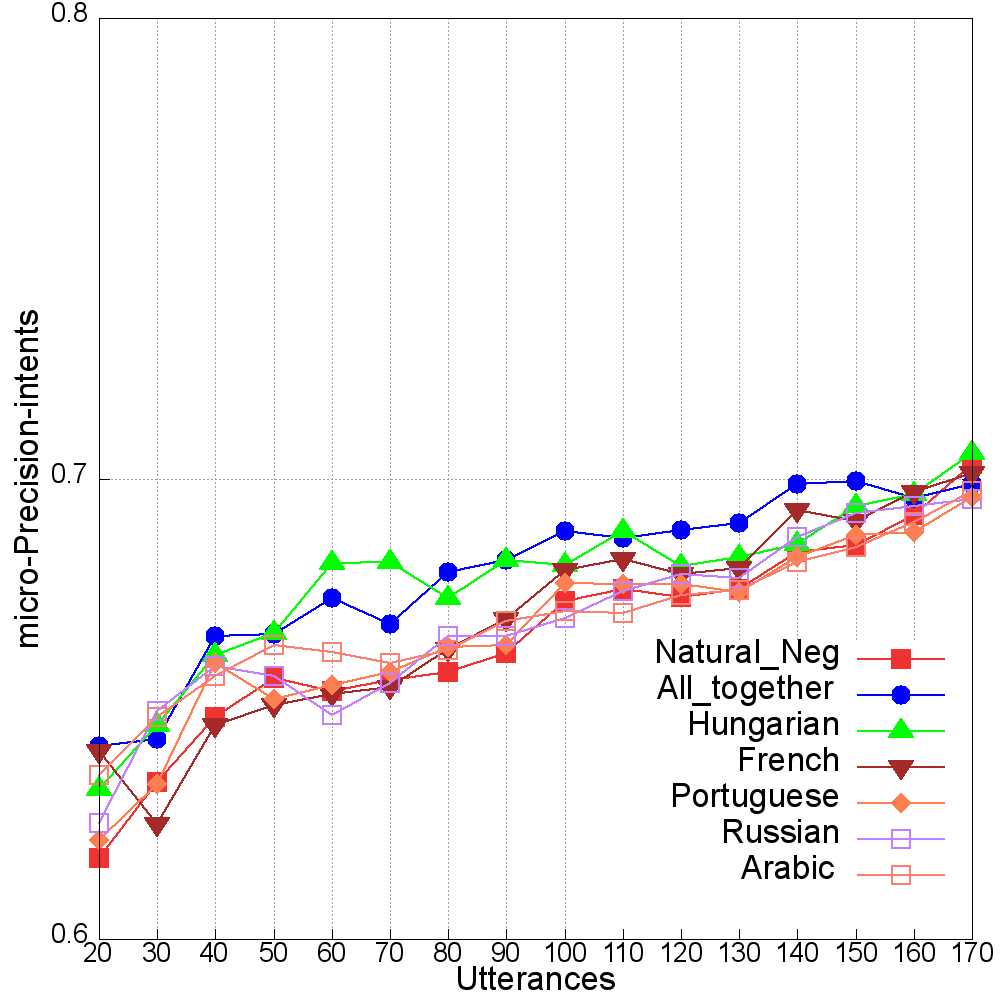 0.8
0.7
0.6
micro-Precision-intents
20 30 40 50 60 70 80 90 100 110 120 130 140 150 160 170
Utterances
Natural_Neg
All_together
Hungarian
French
Portuguese
Russian
Arabic